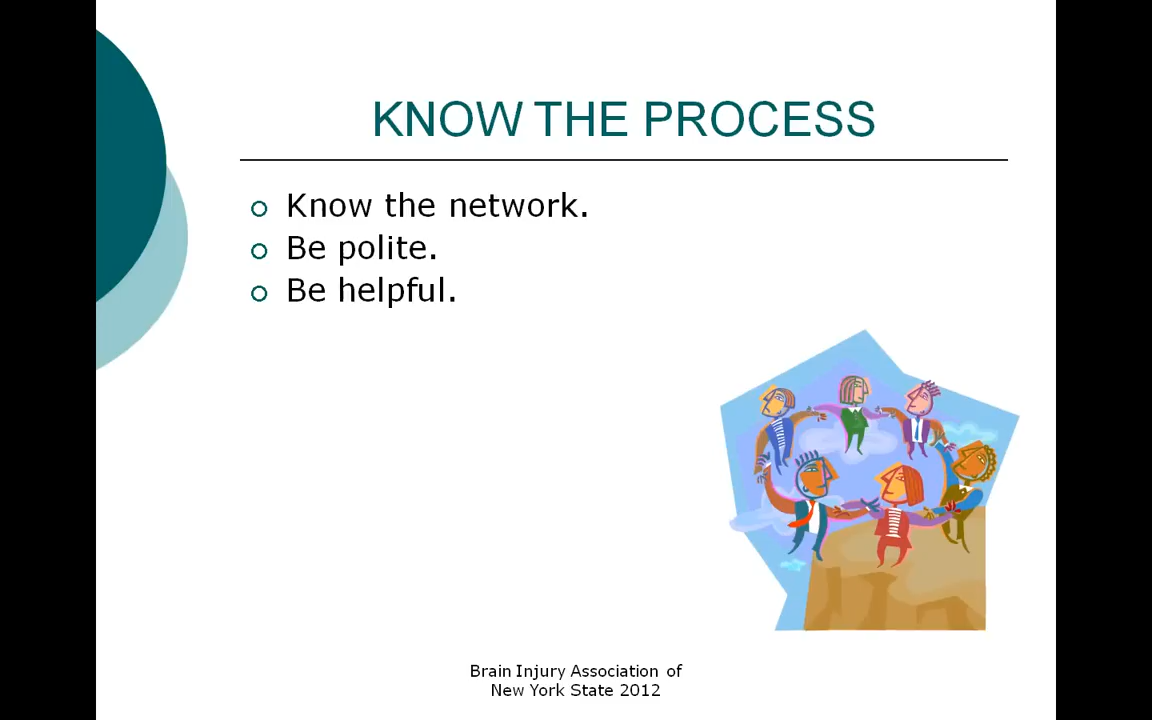 KNOW THE PROCESS
Know the network.
Be polite.
Be helpful.
Brain Injury Association of
New York State 2012